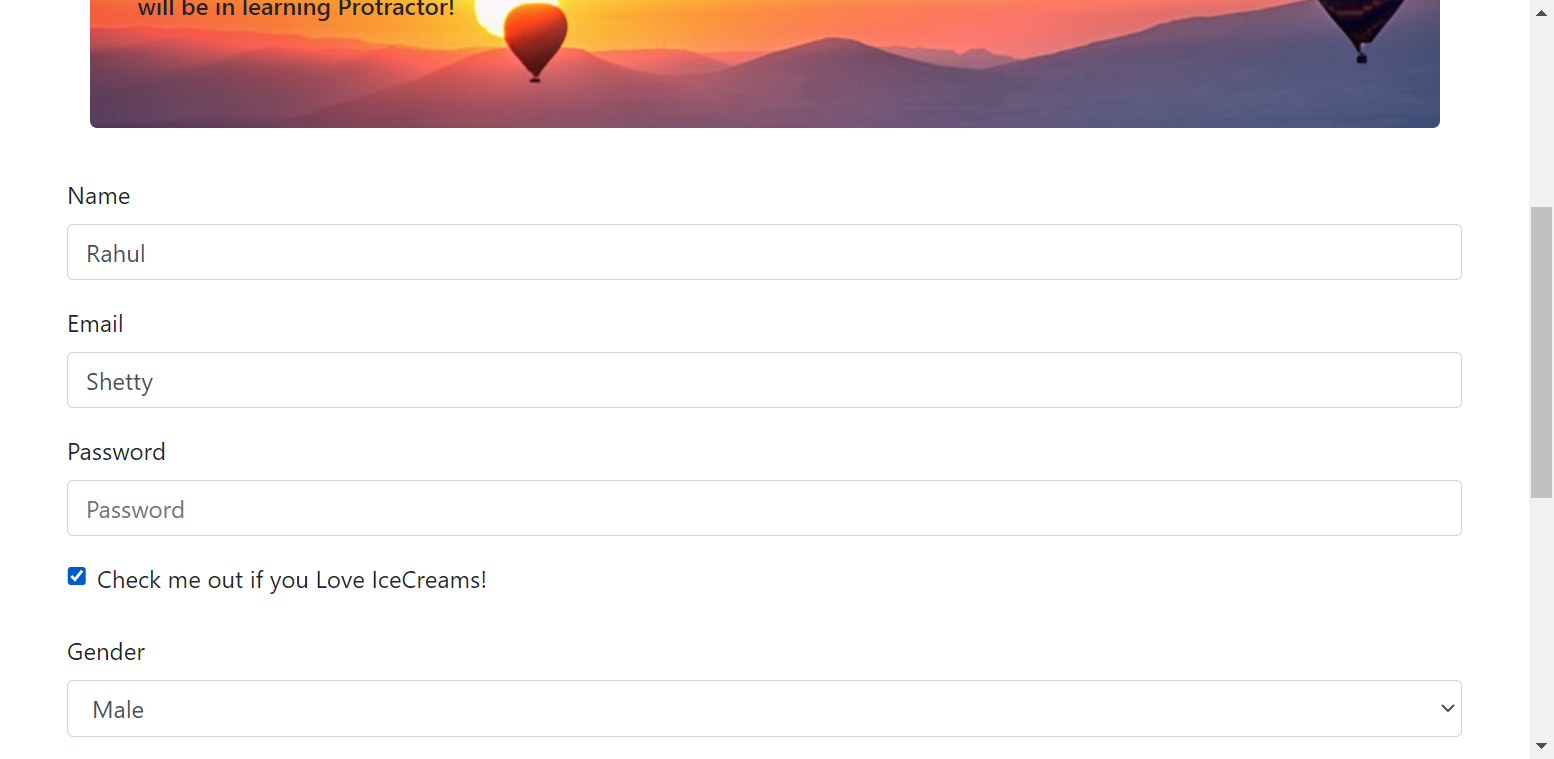 will be in learning Protractor!
Name
Rahul
Email
Shetty
Password
Password
Check me out if you Love IceCreams!
Gender
Male